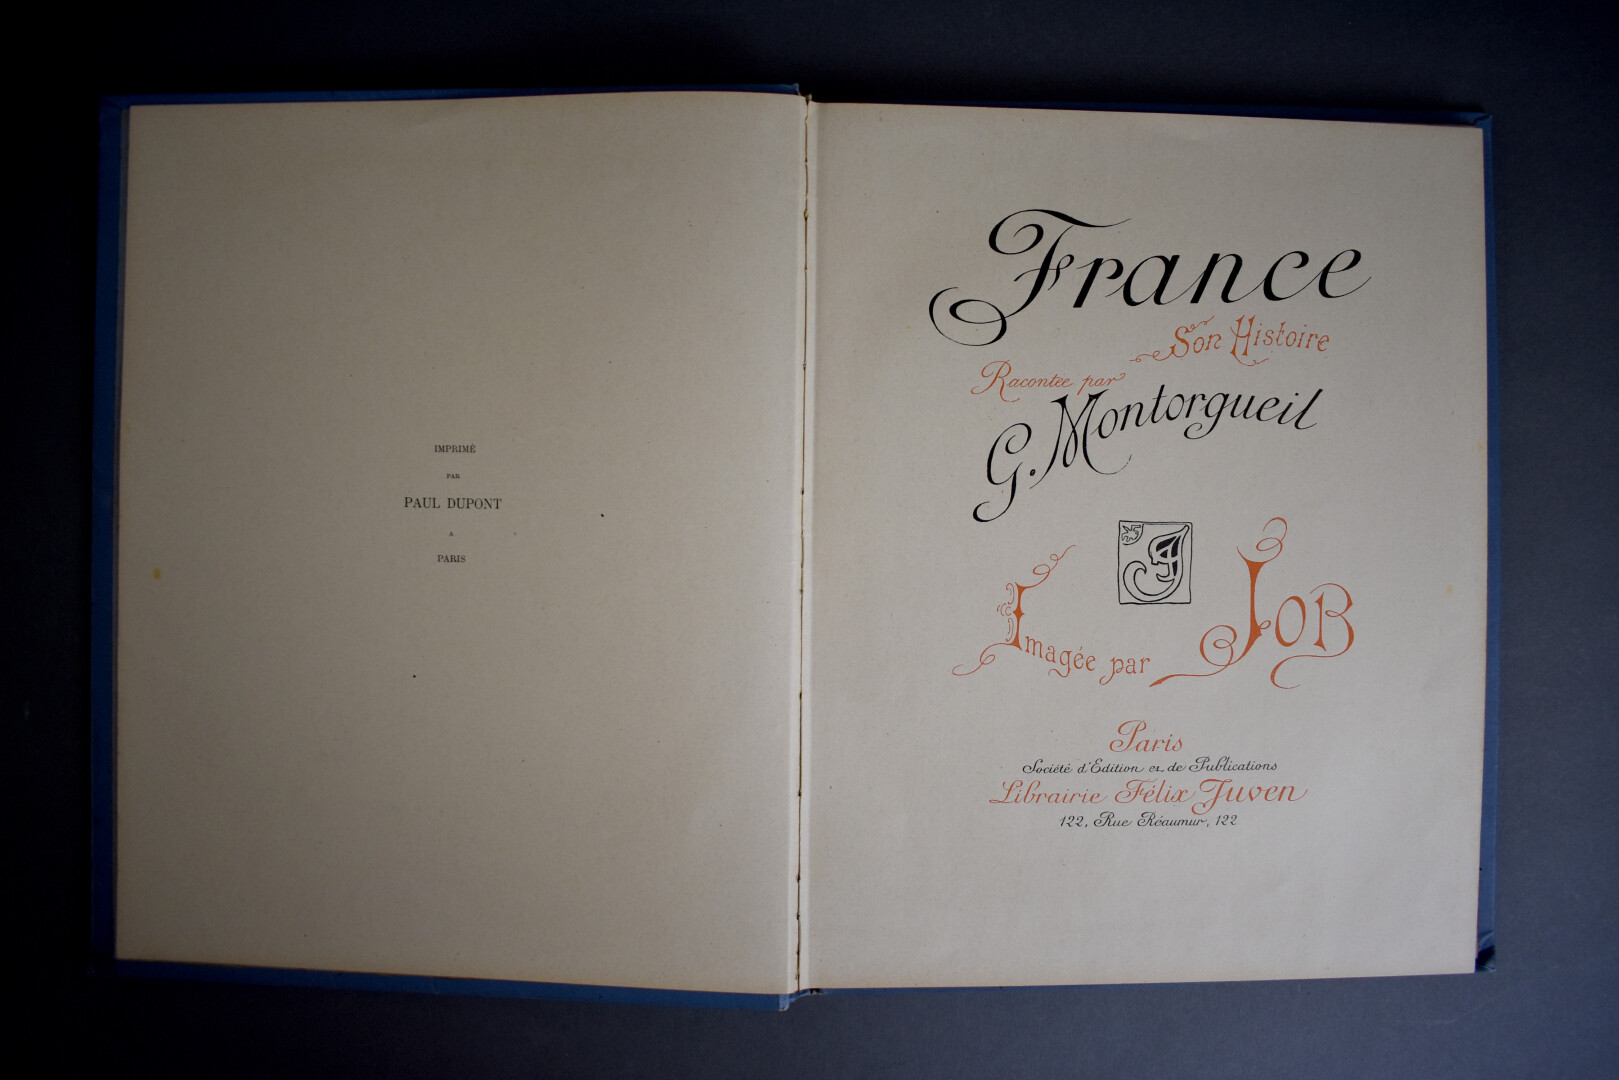 IMPRIMÉ
PAR
PAUL DUPONT
A
PARIS
France
Son Histoire
Racontée par
G. Montorgueil
J
Imagée par JOB
Paris
Société d'Edition et de Publications
Librairie Félix Juven
122, Rue Réaumur, 122